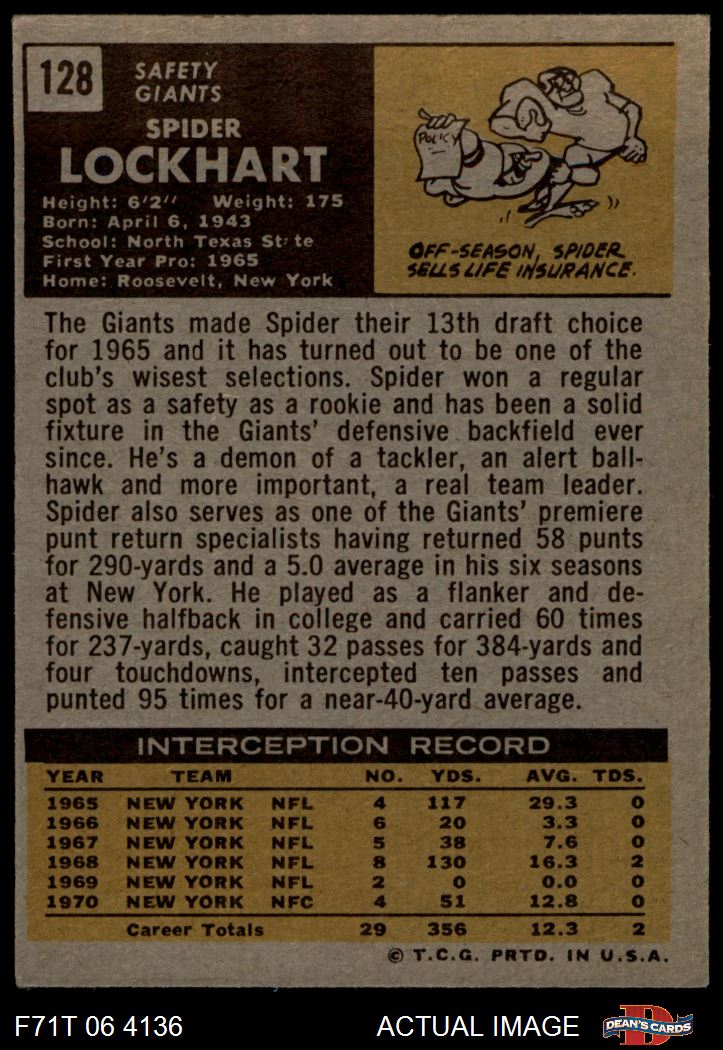 128
SAFETY
GIANTS
SPIDER
LOCKHART
Height: 6'2" Weight: 175
Born: April 6, 1943
School: North Texas State
First Year Pro: 1965
Home: Roosevelt, New York
POLICY
OFF-SEASON, SPIDER
SELLS LIFE INSURANCE.
The Giants made Spider their 13th draft choice
for 1965 and it has turned out to be one of the
club's wisest selections. Spider won a regular
spot as a safety as a rookie and has been a solid
fixture in the Giants' defensive backfield ever
since. He's a demon of a tackler, an alert ball-
hawk and more important, a real team leader.
Spider also serves as one of the Giants' premiere
punt return specialists having returned 58 punts
for 290-yards and a 5.0 average in his six seasons
at New York. He played as a flanker and de-
fensive halfback in college and carried 60 times
for 237-yards, caught 32 passes for 384-yards and
four touchdowns, intercepted ten passes and
punted 95 times for a near-40-yard average.
INTERCEPTION RECORD
YEAR TEAM NO. YDS. AVG. TDS.
1965 NEW YORK NFL 4 117 29.3 0
1966 NEW YORK NFL 6 20 3.3 0
1967 NEW YORK NFL 5 38 7.6 0
1968 NEW YORK NFL 8 130 16.3 2
1969 NEW YORK NFL 2 0 0.0 0
1970 NEW YORK NFC 4 51 12.8 0
Career Totals 29 356 12.3 2
© T.C.G. PRTD. IN U.S.A.
F71T 06 4136 ACTUAL IMAGE D DEAN'S CARDS